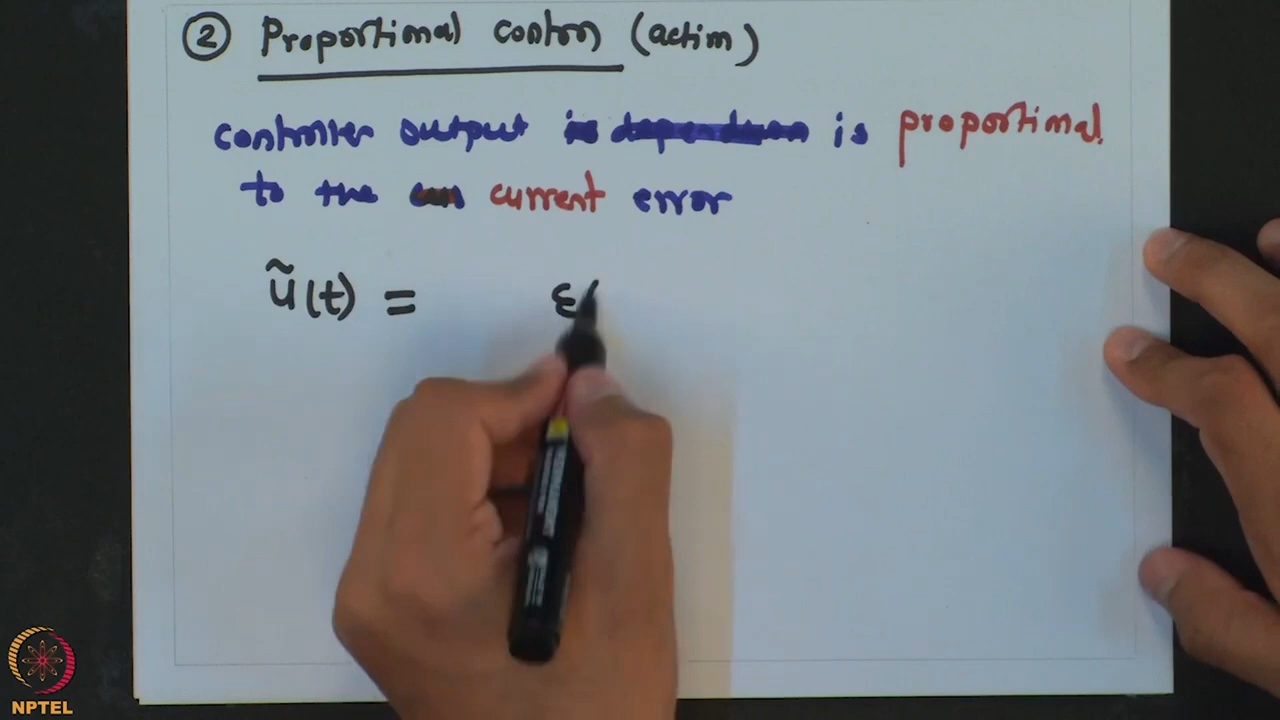 ② Proportional control (action)
controller output is proportional
to the current error
ũ(t) = ε
NPTEL